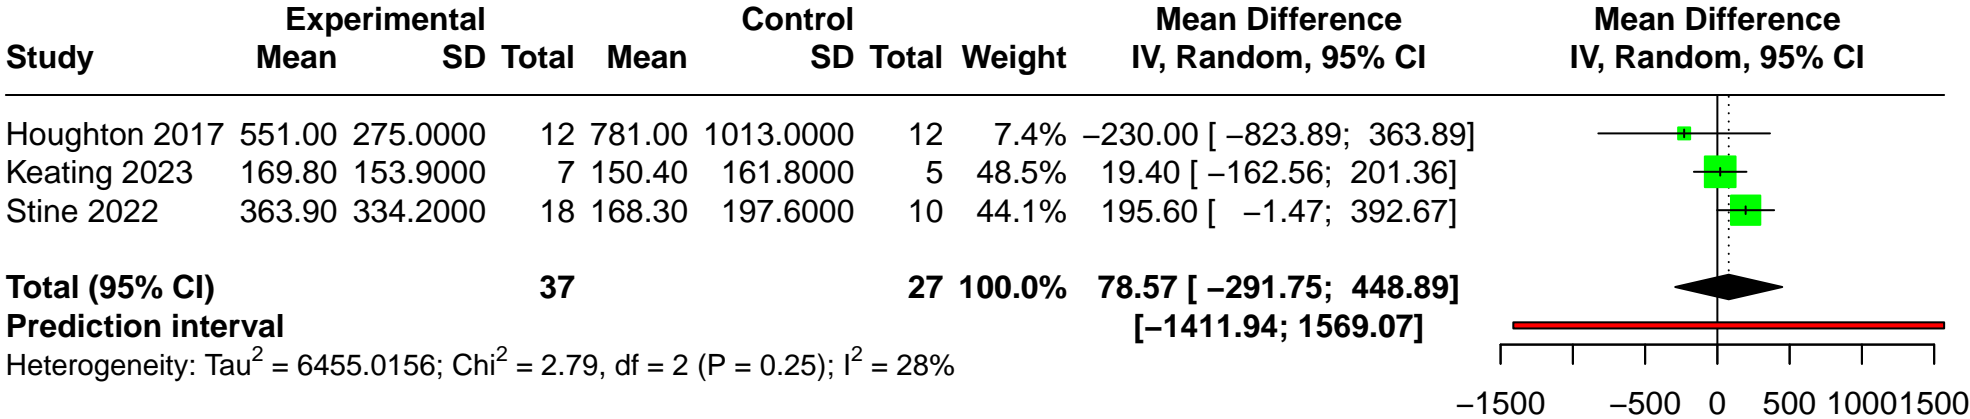 Experimental Control Mean Difference Mean Difference
Study Mean SD Total Mean SD Total Weight IV, Random, 95% CI IV, Random, 95% CI
Houghton 2017 551.00 275.0000 12 781.00 1013.0000 12 7.4% −230.00 [ −823.89; 363.89]
Keating 2023 169.80 153.9000 7 150.40 161.8000 5 48.5% 19.40 [ −162.56; 201.36]
Stine 2022 363.90 334.2000 18 168.30 197.6000 10 44.1% 195.60 [ −1.47; 392.67]
Total (95% CI) 37 27 100.0% 78.57 [ −291.75; 448.89]
Prediction interval [−1411.94; 1569.07]
Heterogeneity: Tau² = 6455.0156; Chi² = 2.79, df = 2 (P = 0.25); I² = 28%
−1500 −500 0 500 1000 1500